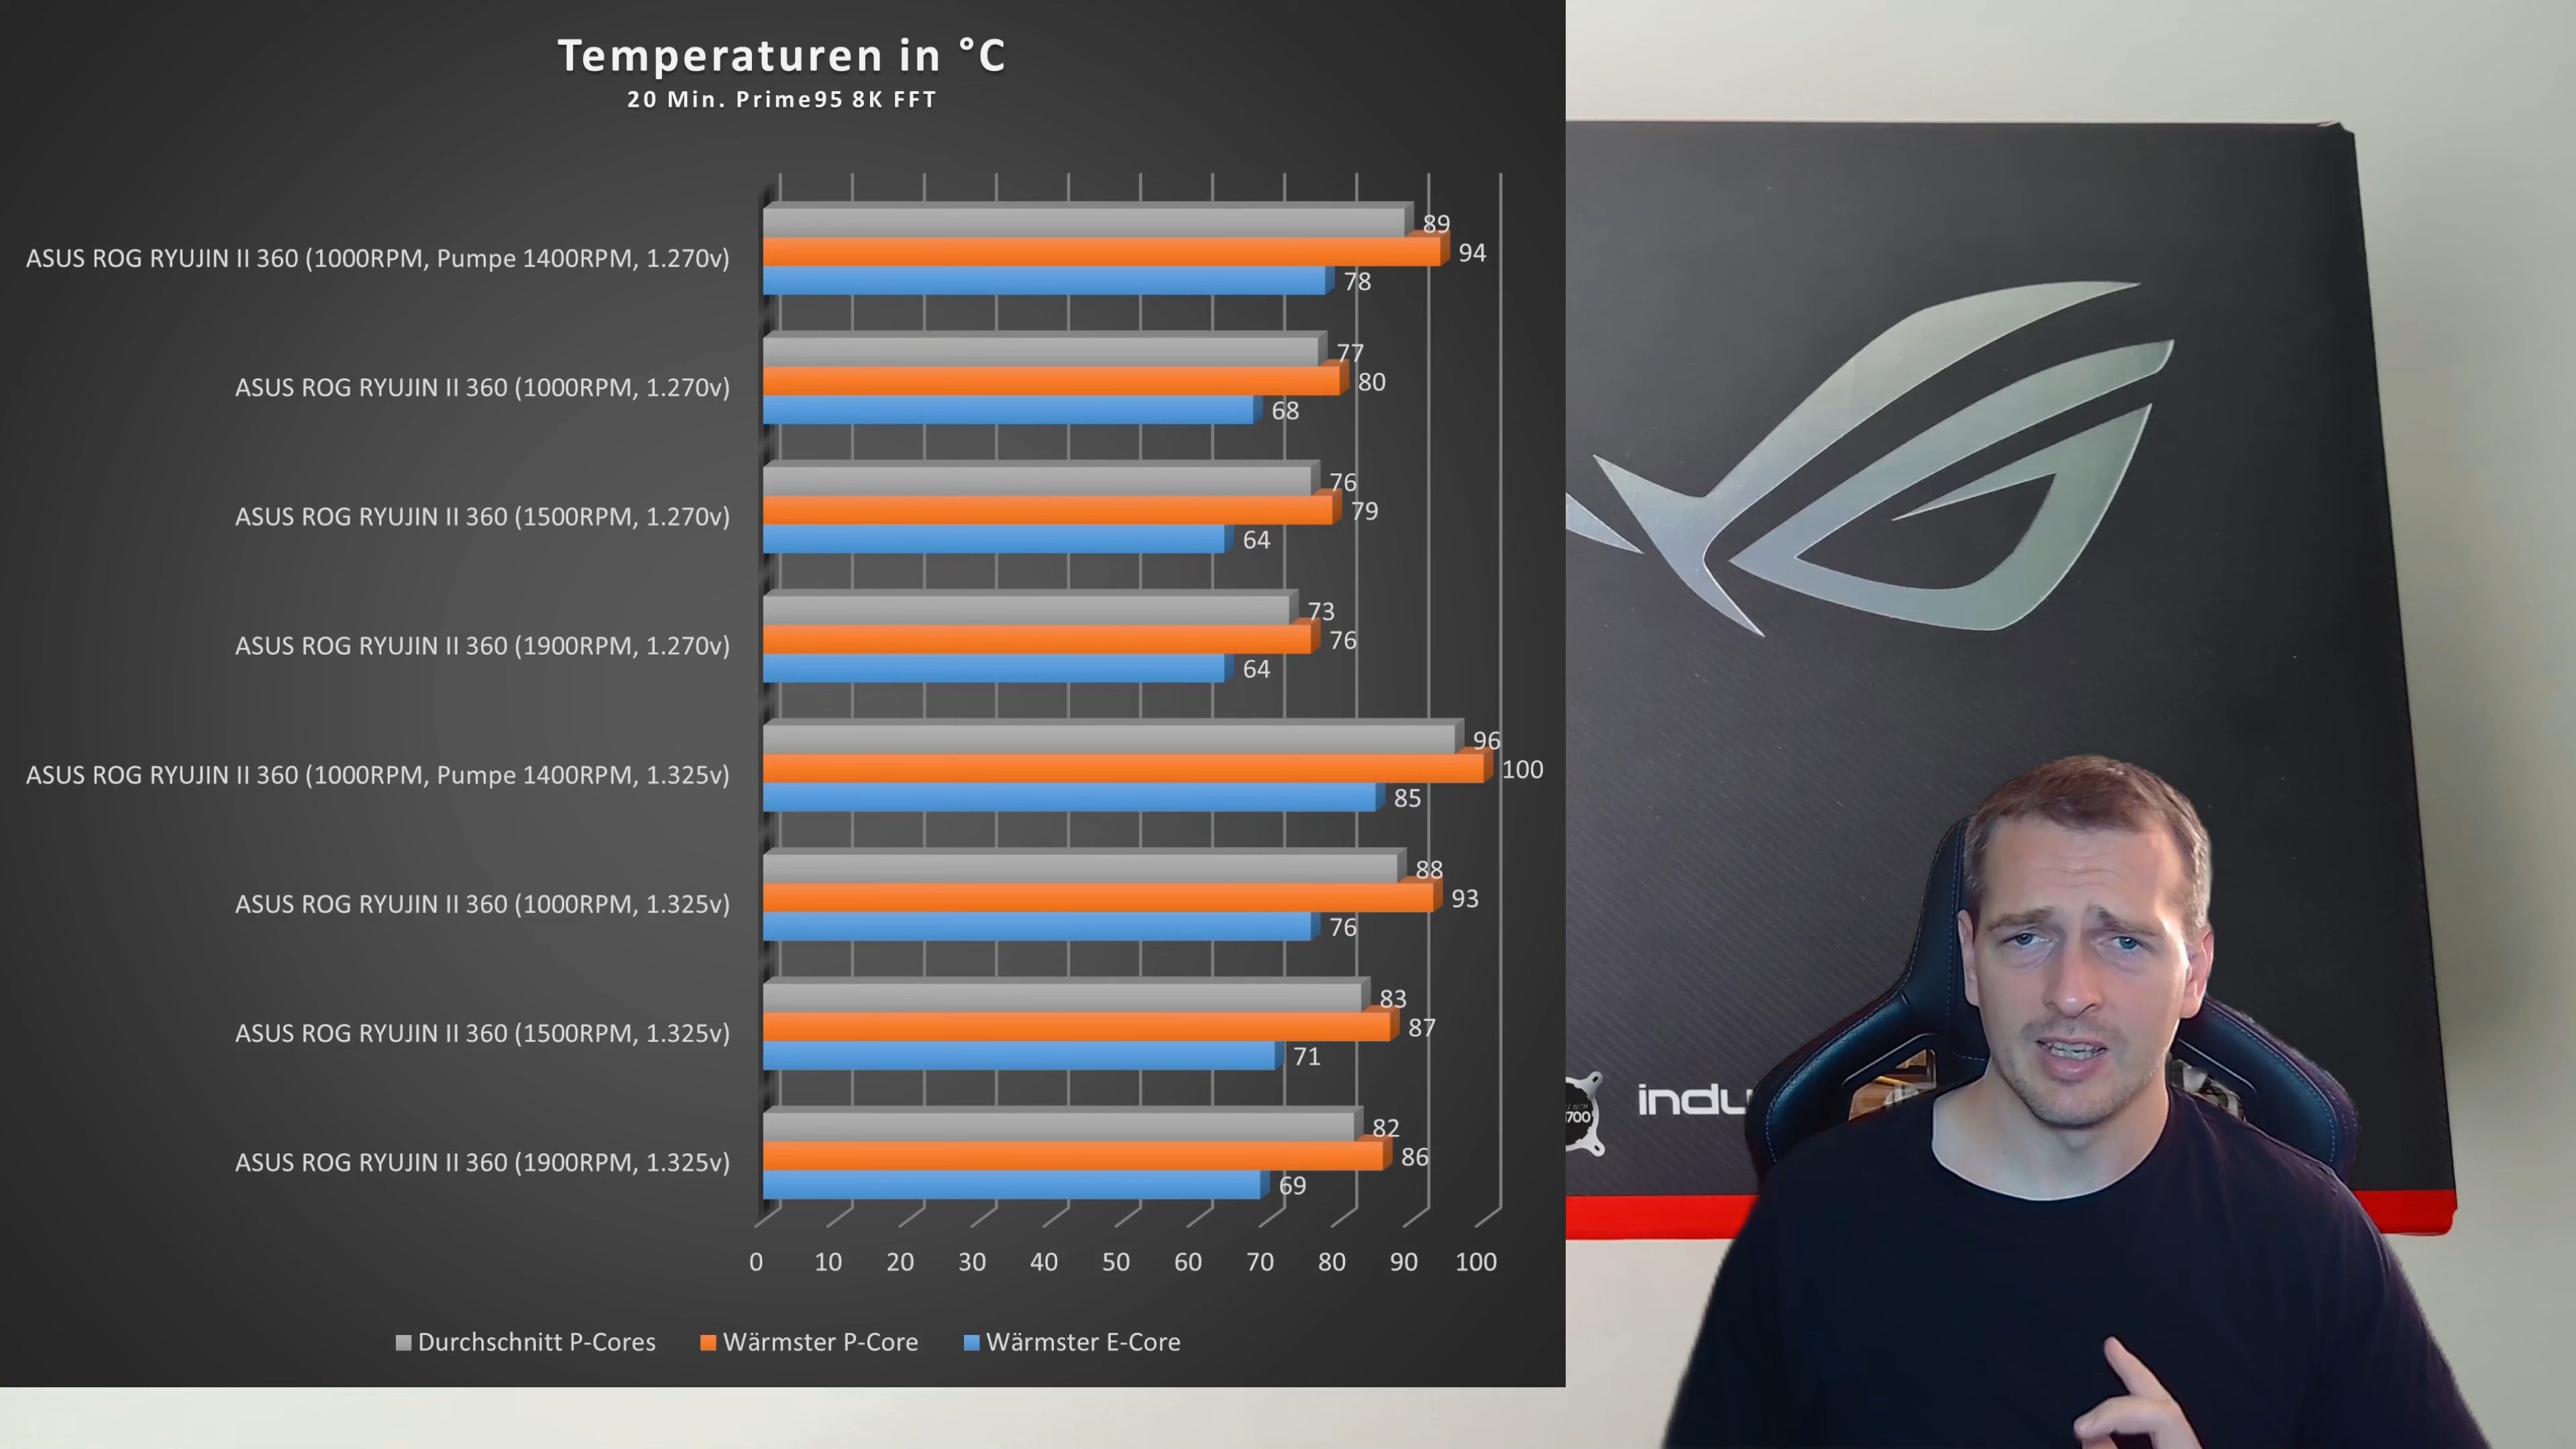 Temperaturen in °C
20 Min. Prime95 8K FFT
ASUS ROG RYUJIN II 360 (1000RPM, Pumpe 1400RPM, 1.270v)
89
94
78
ASUS ROG RYUJIN II 360 (1000RPM, 1.270v)
77
80
68
ASUS ROG RYUJIN II 360 (1500RPM, 1.270v)
76
79
64
ASUS ROG RYUJIN II 360 (1900RPM, 1.270v)
73
76
64
ASUS ROG RYUJIN II 360 (1000RPM, Pumpe 1400RPM, 1.325v)
96
100
85
ASUS ROG RYUJIN II 360 (1000RPM, 1.325v)
88
93
76
ASUS ROG RYUJIN II 360 (1500RPM, 1.325v)
83
87
71
ASUS ROG RYUJIN II 360 (1900RPM, 1.325v)
82
86
69
0 10 20 30 40 50 60 70 80 90 100
Durchschnitt P-Cores Wärmster P-Core Wärmster E-Core
700
indu